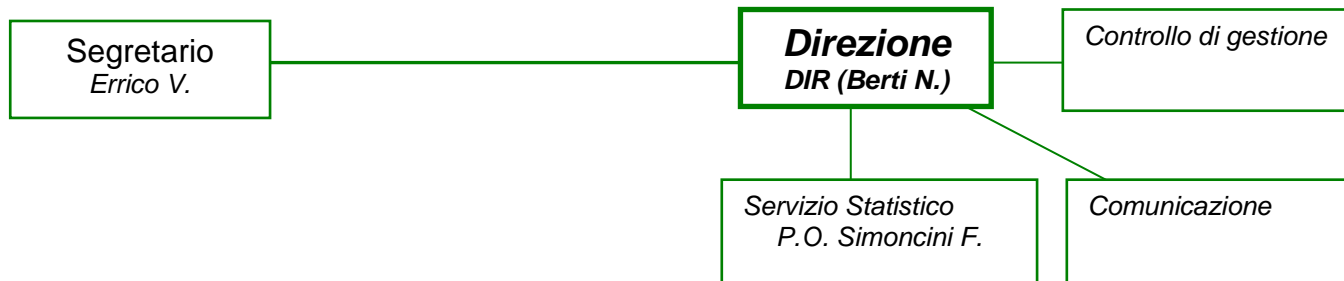 Segretario
Errico V.
Direzione
DIR (Berti N.)
Controllo di gestione
Servizio Statistico
P.O. Simoncini F.
Comunicazione